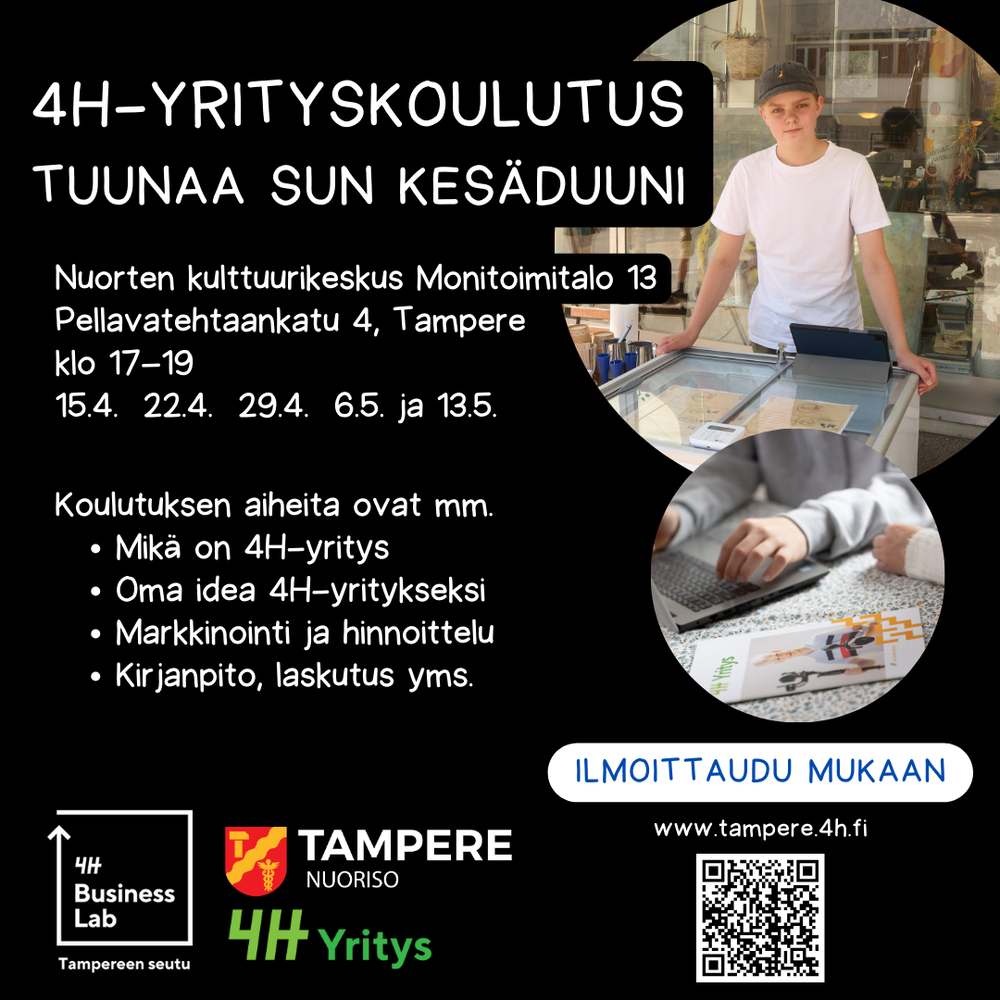 4H-YRITYSKOULUTUS
TUUNAA SUN KESÄDUUNI
Nuorten kulttuurikeskus Monitoimitalo 13
Pellavatehtaankatu 4, Tampere
klo 17-19
15.4. 22.4. 29.4. 6.5. ja 13.5.
Koulutuksen aiheita ovat mm.
• Mikä on 4H-yritys
• Oma idea 4H-yritykseksi
• Markkinointi ja hinnoittelu
• Kirjanpito, laskutus yms.
4H Yritys
ILMOITTAUDU MUKAAN
www.tampere.4h.fi
4H
Business
Lab
Tampereen seutu
TAMPERE
NUORISO
4H Yritys